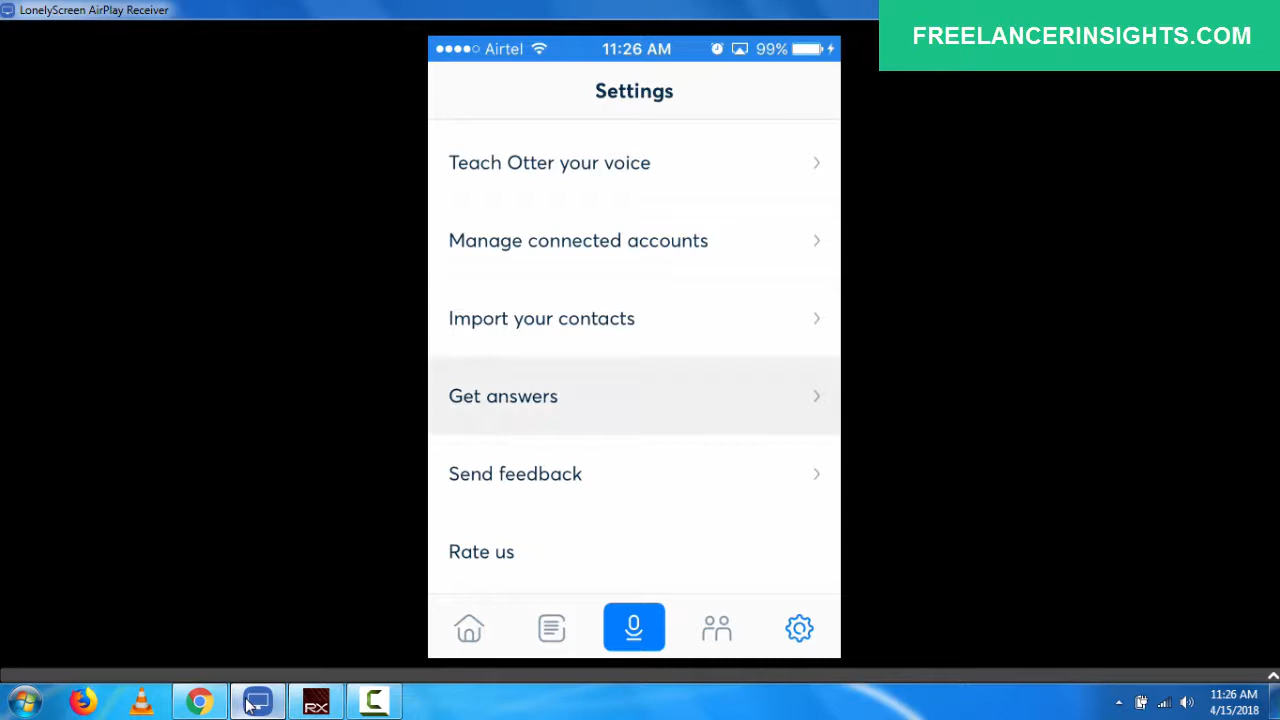 LonelyScreen AirPlay Receiver
FREELANCERINSIGHTS.COM
Airtel 11:26 AM 99%
Settings
Teach Otter your voice
Manage connected accounts
Import your contacts
Get answers
Send feedback
Rate us
RX
C
11:26 AM
4/15/2018